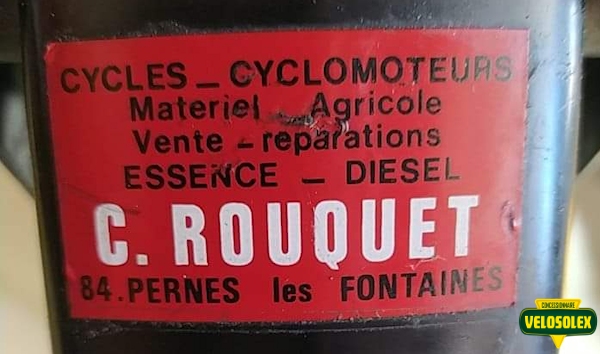 CYCLES _ CYCLOMOTEURS
Materiel _ Agricole
Vente _ reparations
ESSENCE _ DIESEL
C. ROUQUET
84.PERNES les FONTAINES
CONCESSIONNAIRE
VELOSOLEX